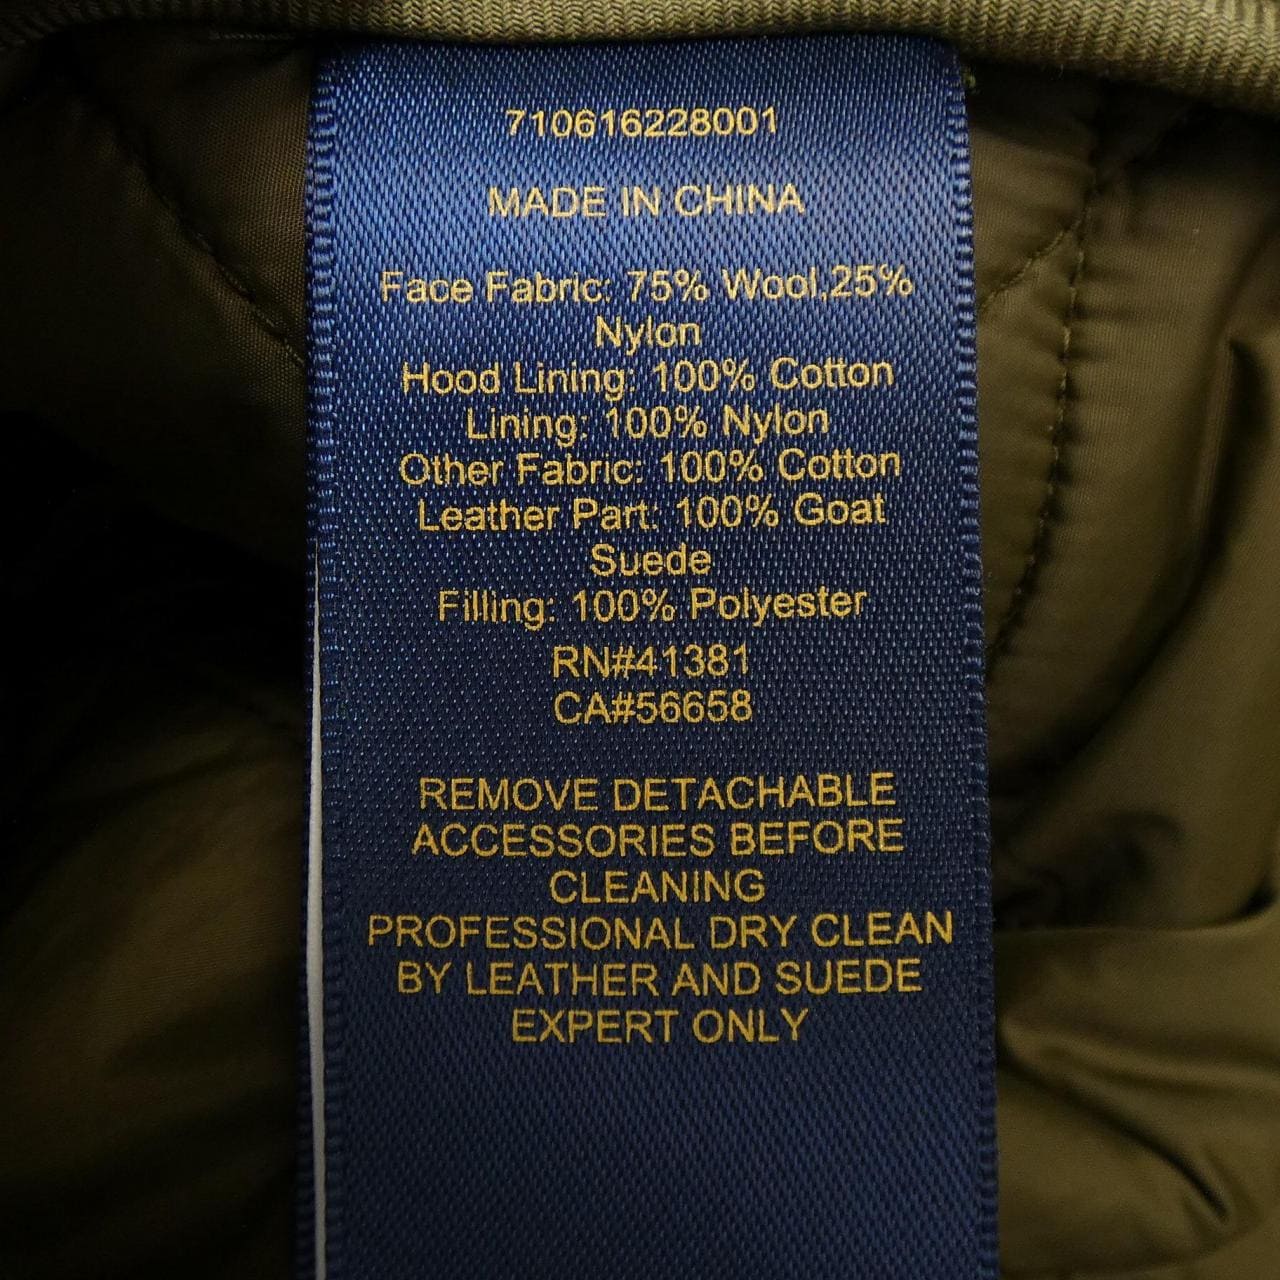 710616228001
MADE IN CHINA
Face Fabric: 75% Wool,25%
Nylon
Hood Lining: 100% Cotton
Lining: 100% Nylon
Other Fabric: 100% Cotton
Leather Part: 100% Goat
Suede
Filling: 100% Polyester
RN#41381
CA#56658
REMOVE DETACHABLE
ACCESSORIES BEFORE
CLEANING
PROFESSIONAL DRY CLEAN
BY LEATHER AND SUEDE
EXPERT ONLY